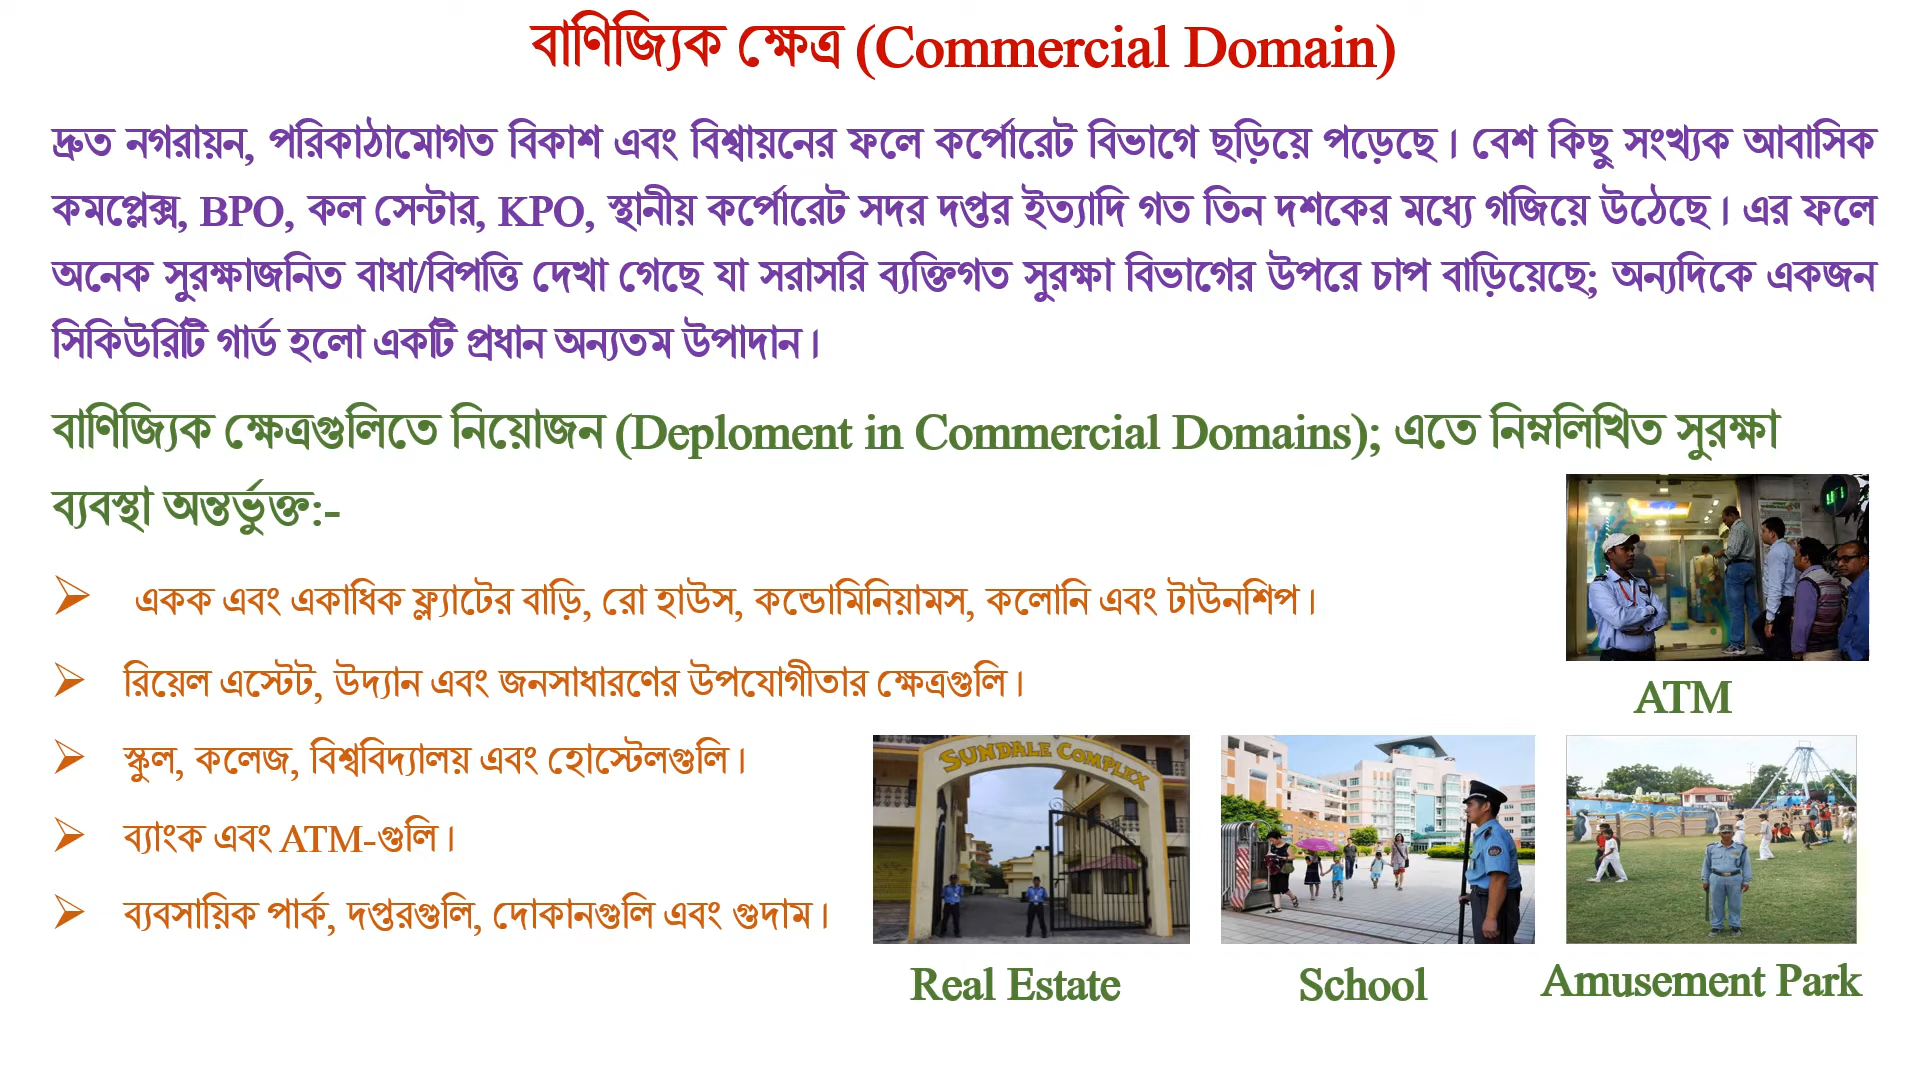 বাণিজ্যিক ক্ষেত্র (Commercial Domain)
দ্রুত নগরায়ন, পরিকাঠামোগত বিকাশ এবং বিশ্বায়নের ফলে কর্পোরেট বিভাগে ছড়িয়ে পড়েছে। বেশ কিছু সংখ্যক আবাসিক
কমপ্লেক্স, BPO, কল সেন্টার, KPO, স্থানীয় কর্পোরেট সদর দপ্তর ইত্যাদি গত তিন দশকের মধ্যে গজিয়ে উঠেছে। এর ফলে
অনেক সুরক্ষাজনিত বাধা/বিপত্তি দেখা গেছে যা সরাসরি ব্যক্তিগত সুরক্ষা বিভাগের উপরে চাপ বাড়িয়েছে; অন্যদিকে একজন
সিকিউরিটি গার্ড হলো একটি প্রধান অন্যতম উপাদান।
বাণিজ্যিক ক্ষেত্রগুলিতে নিয়োজন (Deploment in Commercial Domains); এতে নিম্নলিখিত সুরক্ষা
ব্যবস্থা অন্তর্ভুক্ত:-
➢ একক এবং একাধিক ফ্ল্যাটের বাড়ি, রো হাউস, কন্ডোমিনিয়ামস, কলোনি এবং টাউনশিপ।
➢ রিয়েল এস্টেট, উদ্যান এবং জনসাধারণের উপযোগীতার ক্ষেত্রগুলি।
➢ স্কুল, কলেজ, বিশ্ববিদ্যালয় এবং হোস্টেলগুলি।
➢ ব্যাংক এবং ATM-গুলি।
➢ ব্যবসায়িক পার্ক, দপ্তরগুলি, দোকানগুলি এবং গুদাম।
ATM
SUNDALE COMPLEX
Real Estate
School
Amusement Park